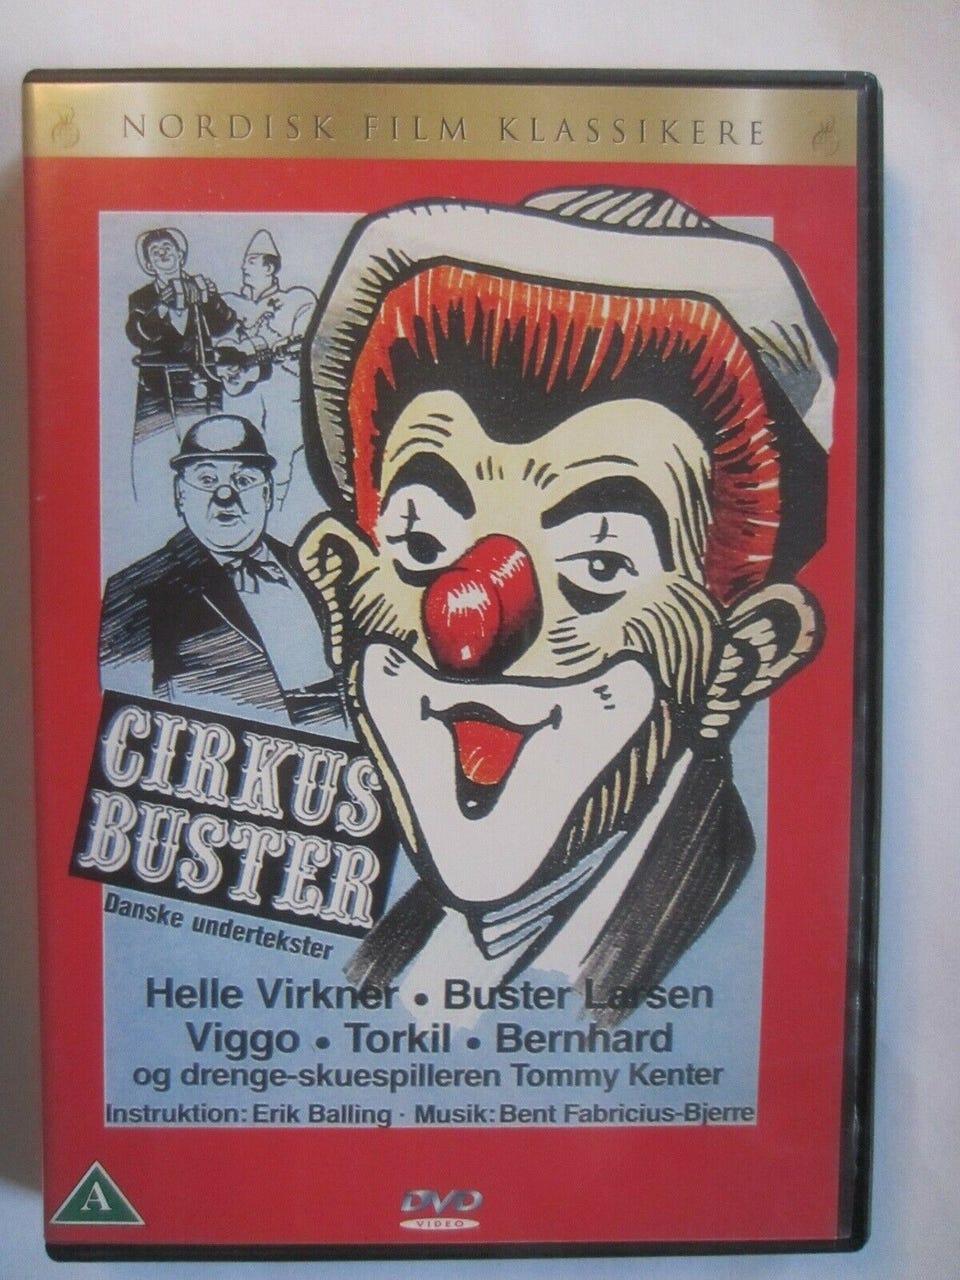 NORDISK FILM KLASSIKERE
CIRKUS
BUSTER
Danske undertekster
Helle Virkner • Buster Larsen
Viggo • Torkil • Bernhard
og drenge-skuespilleren Tommy Kenter
Instruktion: Erik Balling · Musik: Bent Fabricius-Bjerre
A
DVD
VIDEO